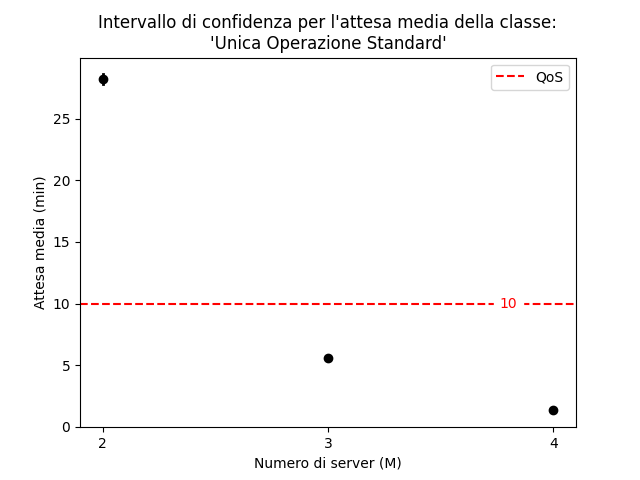 Intervallo di confidenza per l'attesa media della classe:
'Unica Operazione Standard'
QoS
Attesa media (min)
25
20
15
10
5
0
10
2
3
4
Numero di server (M)